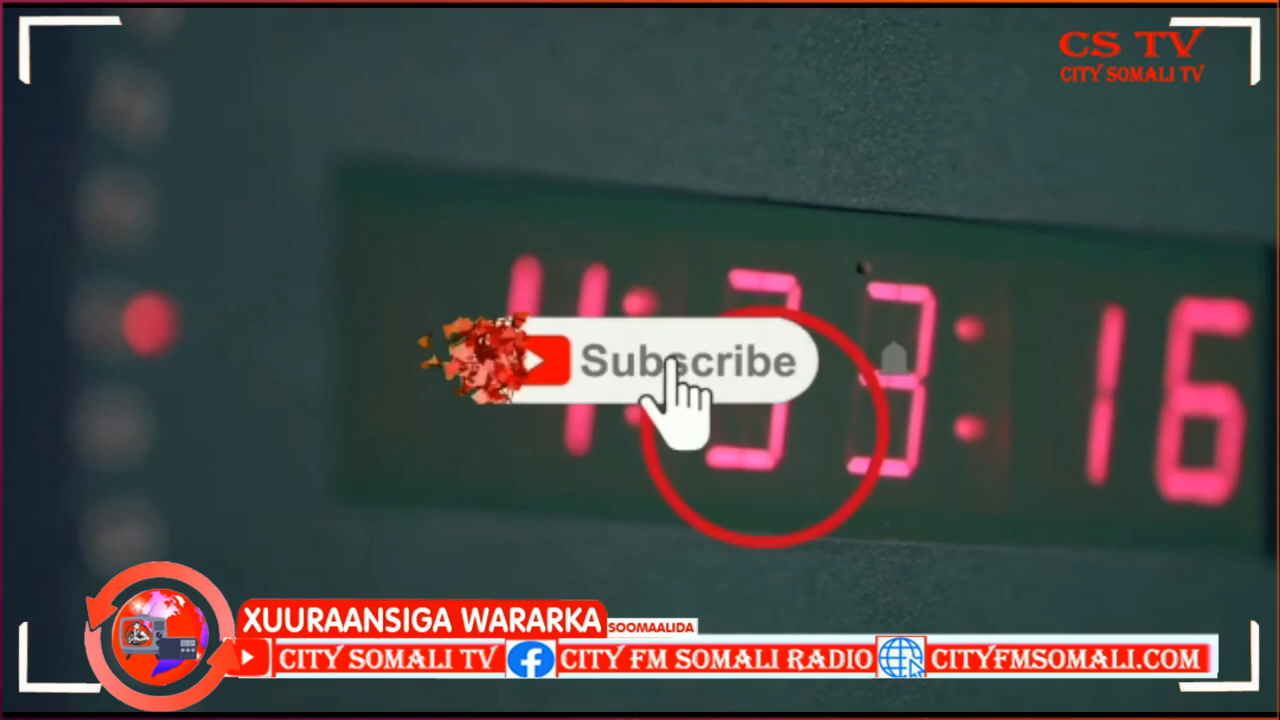 CS TV
CITY SOMALI TV
Subscribe
XUURAANSIGA WARARKA
SOOMAALIDA
CITY SOMALI TV
CITY FM SOMALI RADIO
CITYFMSOMALI.COM